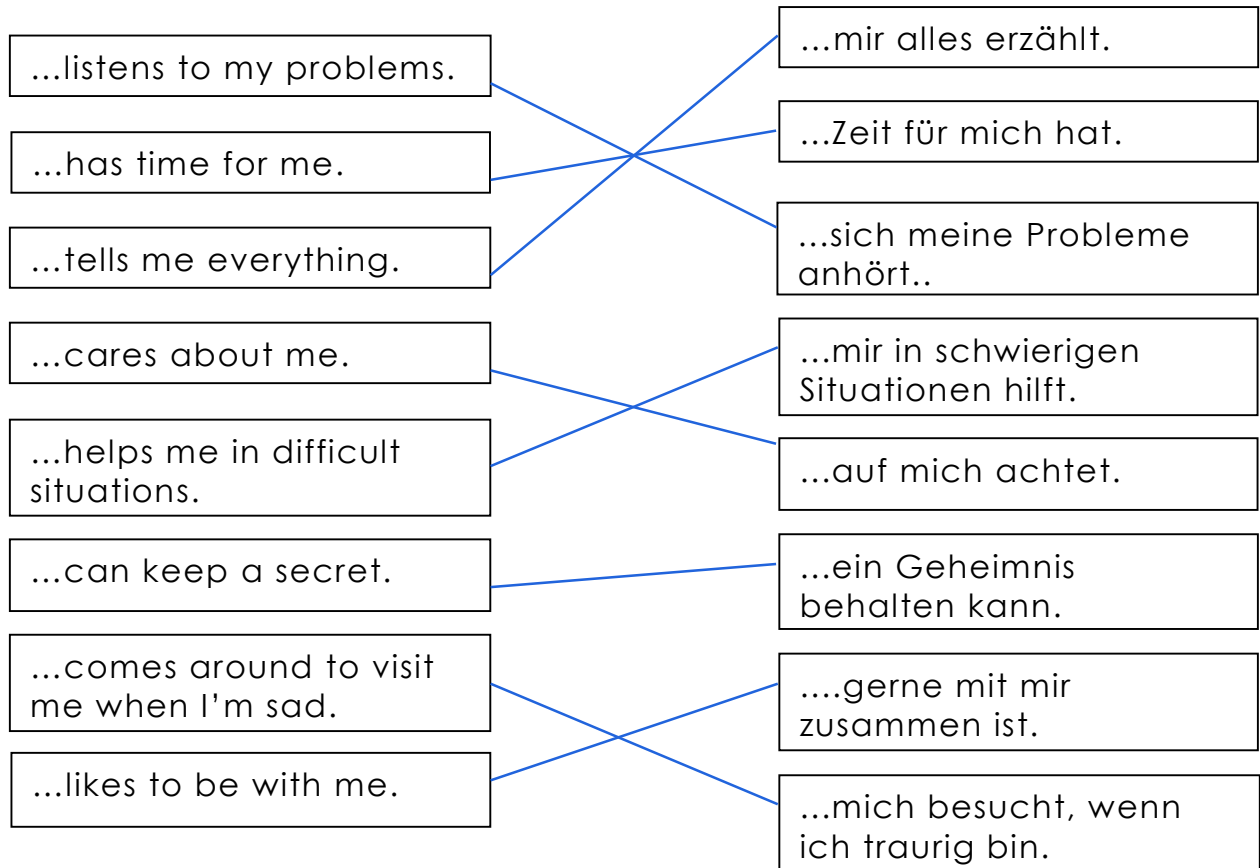 ...listens to my problems.
...has time for me.
...tells me everything.
...cares about me.
...helps me in difficult
situations.
...can keep a secret.
...comes around to visit
me when I’m sad.
...likes to be with me.
...mir alles erzählt.
...Zeit für mich hat.
...sich meine Probleme
anhört..
...mir in schwierigen
Situationen hilft.
...auf mich achtet.
...ein Geheimnis
behalten kann.
....gerne mit mir
zusammen ist.
...mich besucht, wenn
ich traurig bin.